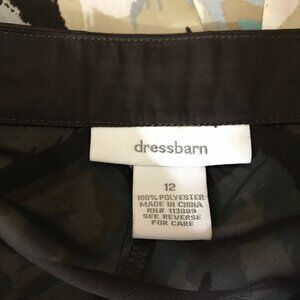 dressbarn
12
100% POLYESTER
MADE IN CHINA
RN# 113889
SEE REVERSE
FOR CARE